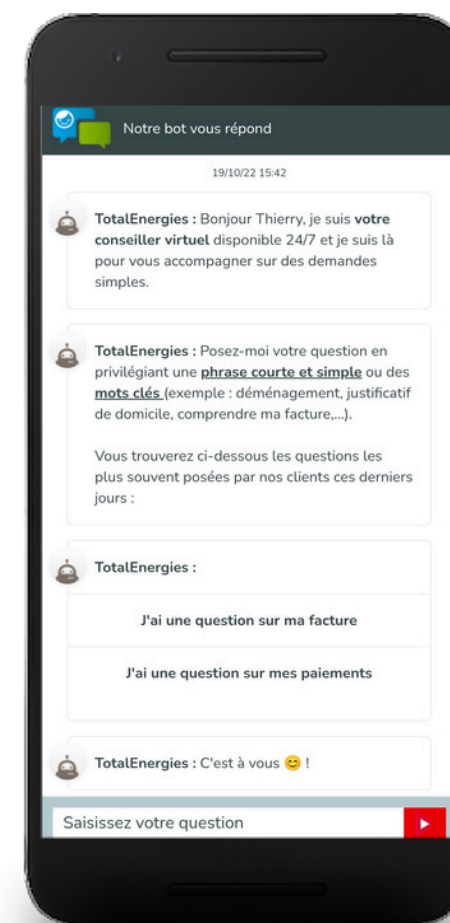 Notre bot vous répond
19/10/22 15:42
TotalEnergies : Bonjour Thierry, je suis votre
conseiller virtuel disponible 24/7 et je suis là
pour vous accompagner sur des demandes
simples.
TotalEnergies : Posez-moi votre question en
privilégiant une phrase courte et simple ou des
mots clés (exemple : déménagement, justificatif
de domicile, comprendre ma facture,...).
Vous trouverez ci-dessous les questions les
plus souvent posées par nos clients ces derniers
jours :
TotalEnergies :
J'ai une question sur ma facture
J'ai une question sur mes paiements
TotalEnergies : C'est à vous 😊 !
Saisissez votre question